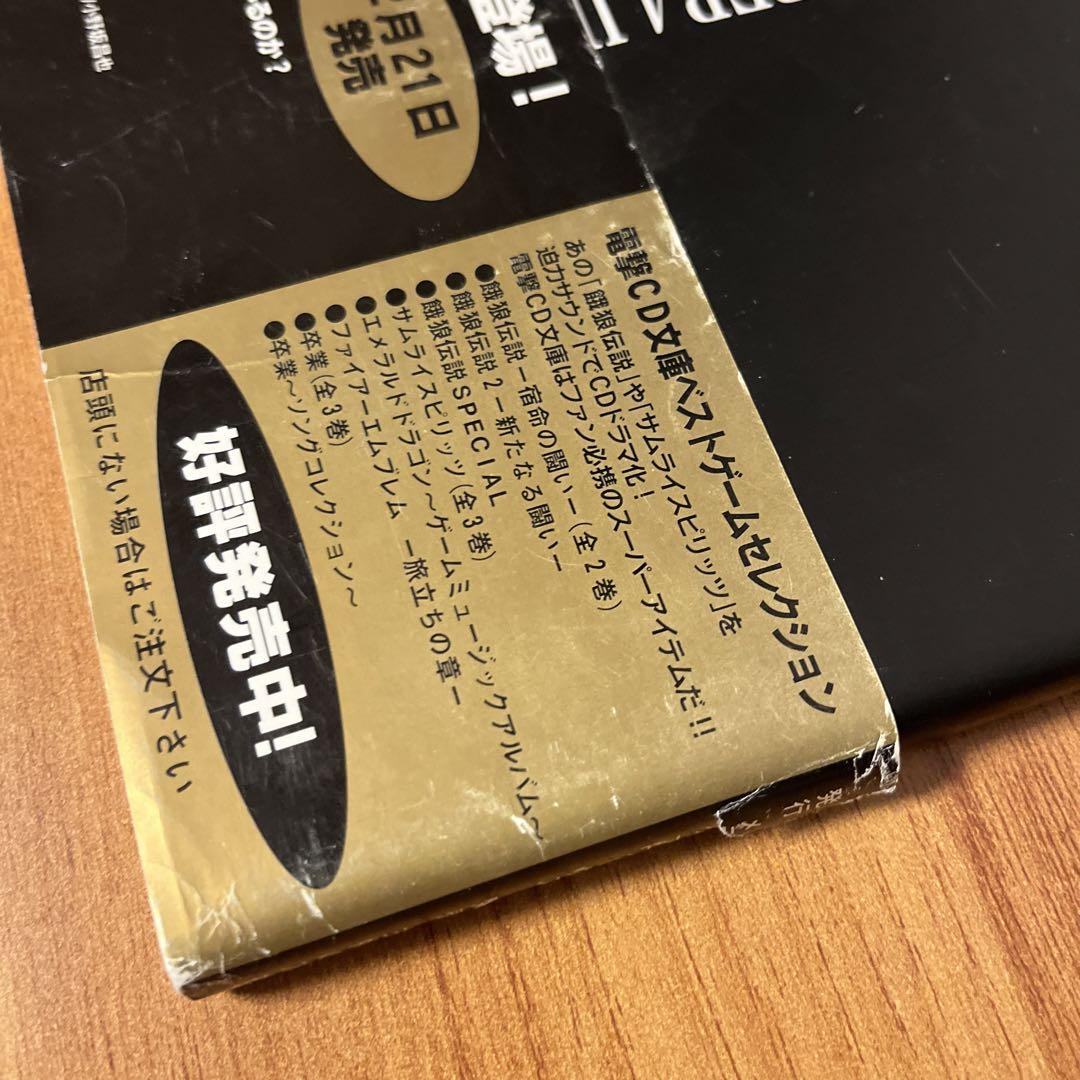 登場!
2月21日
発売
るのか?
小野坂昌也
電撃CD文庫ベストゲームセレクション
あの「餓狼伝説」や「サムライスピリッツ」を
迫力サウンドでCDドラマ化!
電撃CD文庫はファン必携のスーパーアイテムだ!!
●餓狼伝説ー宿命の闘いー(全2巻)
●餓狼伝説2ー新たなる闘いー
●餓狼伝説SPECIAL
●サムライスピリッツ(全3巻)
●エメラルドドラゴン〜ゲームミュージックアルバム〜
●ファイアーエムブレム ー旅立ちの章ー
●卒業(全3巻)
●卒業〜ソングコレクション〜
好評発売中!
店頭にない場合はご注文下さい
発行